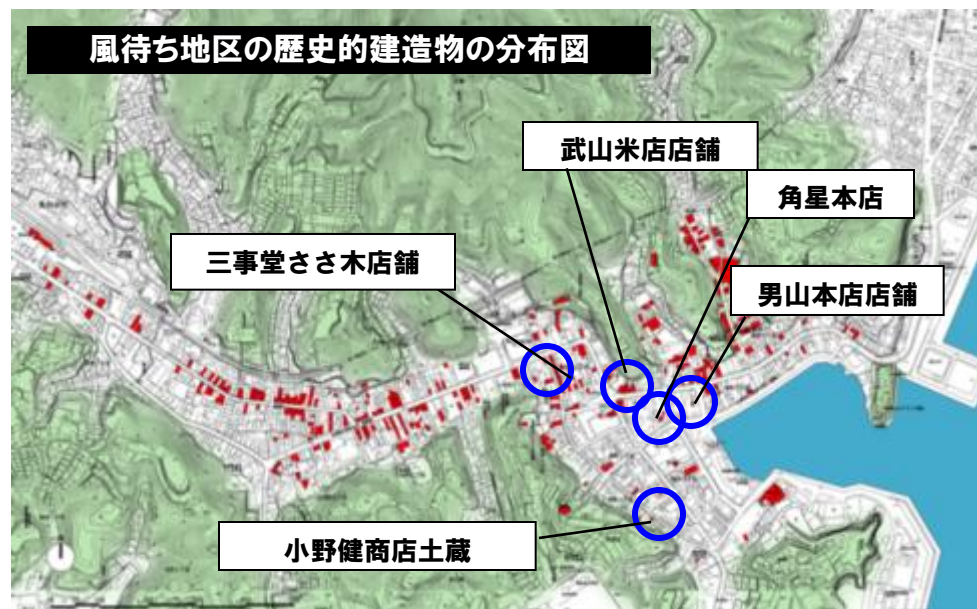 風待ち地区の歴史的建造物の分布図
武山米店店舗
角星本店
三事堂ささ木店舗
男山本店店舗
小野健商店土蔵